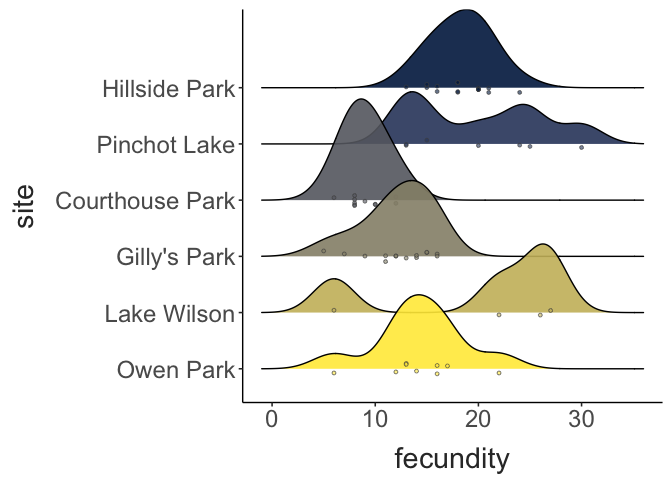 Hillside Park
Pinchot Lake
Courthouse Park
Gilly's Park
Lake Wilson
Owen Park
site
0 10 20 30
fecundity